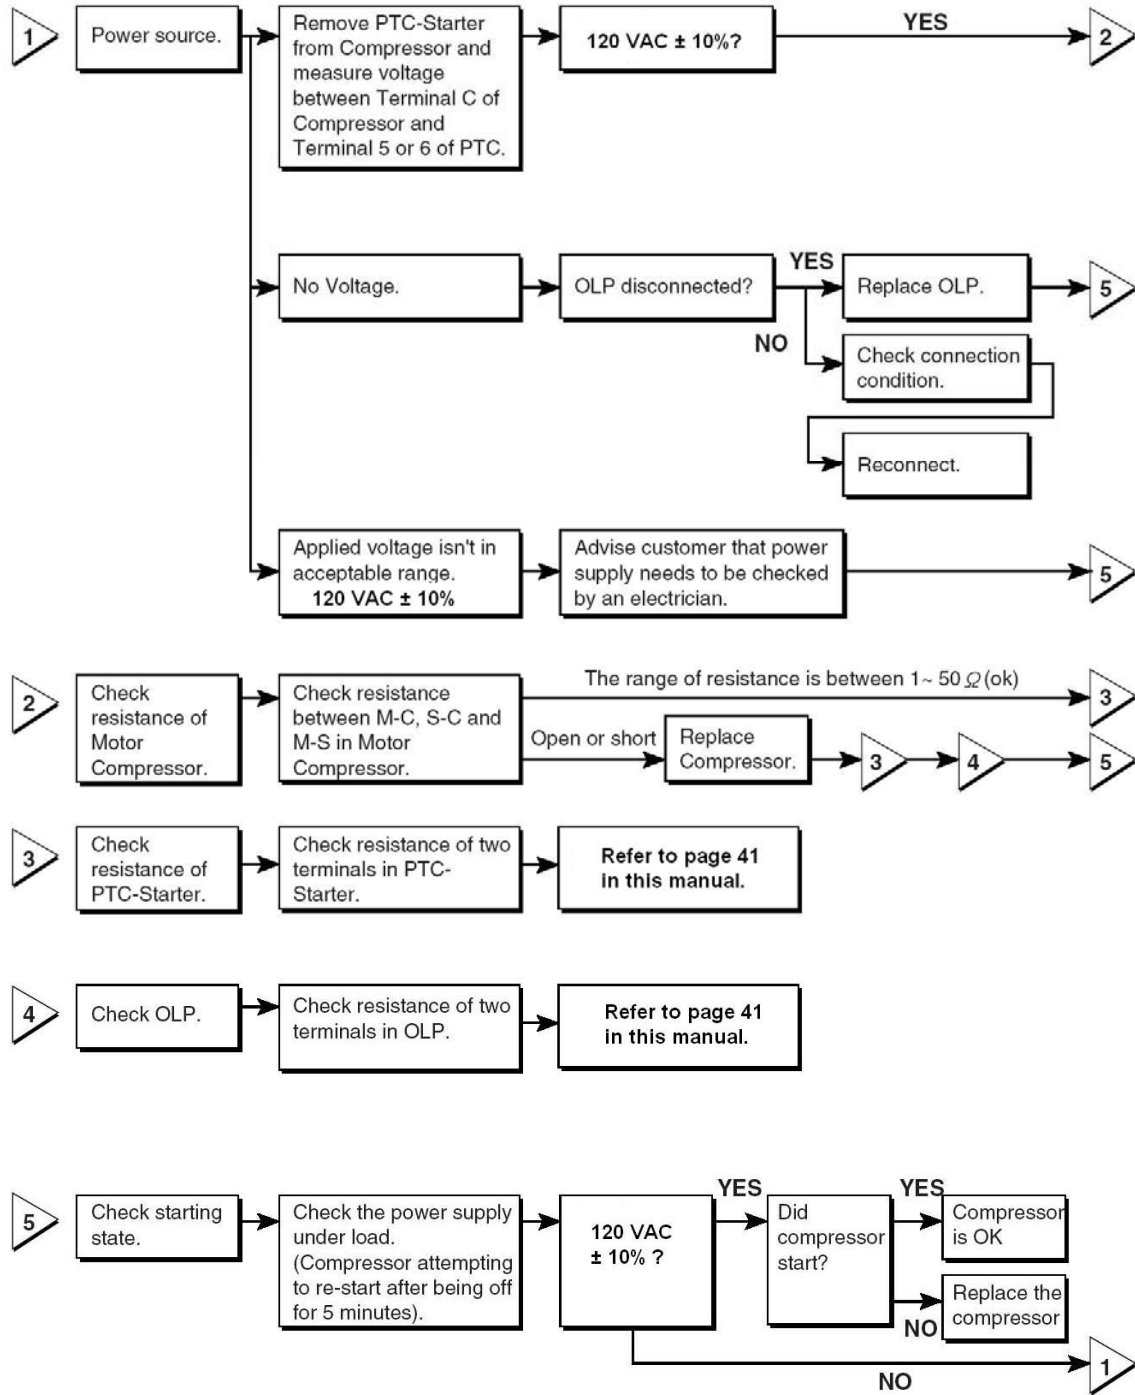 1
Power source.
Remove PTC-Starter
from Compressor and
measure voltage
between Terminal C of
Compressor and
Terminal 5 or 6 of PTC.
120 VAC ± 10%?
YES
2
No Voltage.
OLP disconnected?
YES
Replace OLP.
5
NO
Check connection
condition.
Reconnect.
Applied voltage isn't in
acceptable range.
120 VAC ± 10%
Advise customer that power
supply needs to be checked
by an electrician.
5
2
Check
resistance of
Motor
Compressor.
Check resistance
between M-C, S-C and
M-S in Motor
Compressor.
The range of resistance is between 1~ 50 Ω (ok)
3
Open or short
Replace
Compressor.
3
4
5
3
Check
resistance of
PTC-Starter.
Check resistance of two
terminals in PTC-
Starter.
Refer to page 41
in this manual.
4
Check OLP.
Check resistance of two
terminals in OLP.
Refer to page 41
in this manual.
5
Check starting
state.
Check the power supply
under load.
(Compressor attempting
to re-start after being off
for 5 minutes).
120 VAC
± 10% ?
YES
Did
compressor
start?
YES
Compressor
is OK
NO
Replace the
compressor
NO
1